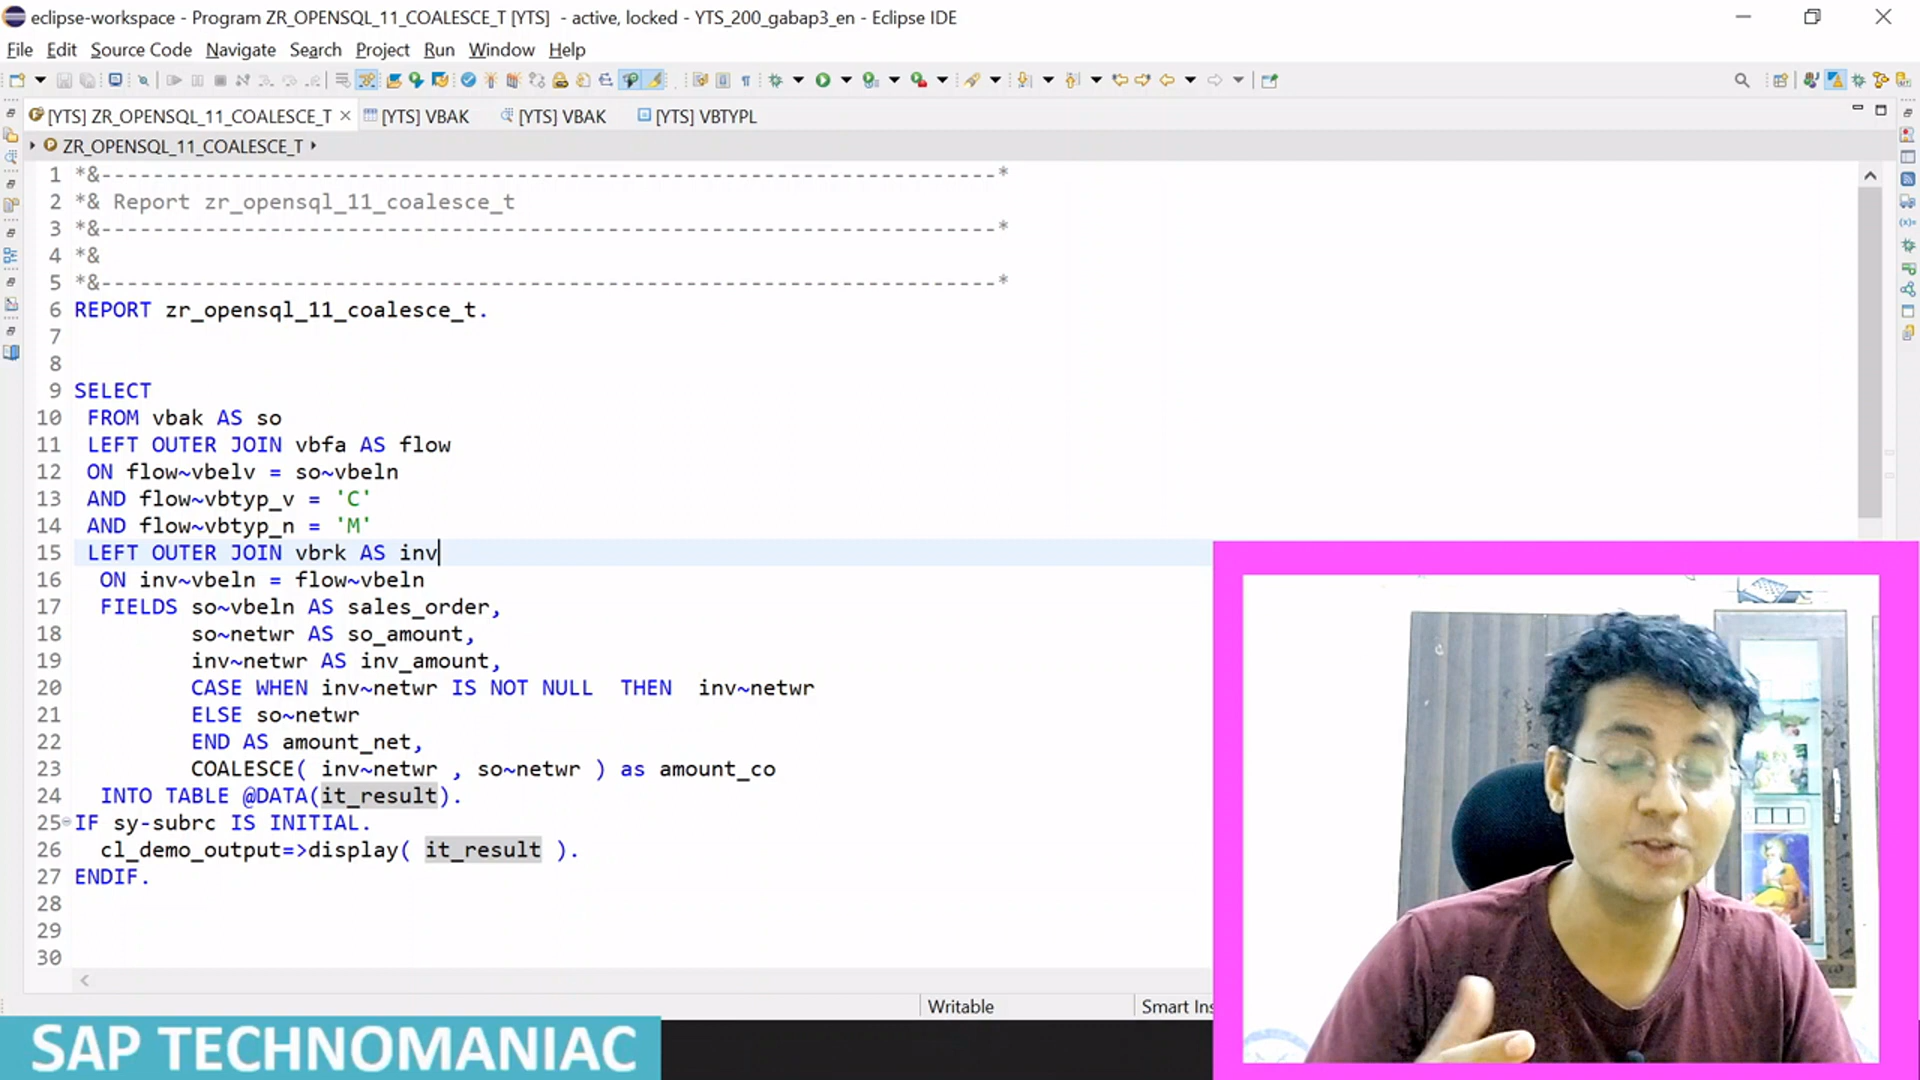 eclipse-workspace - Program ZR_OPENSQL_11_COALESCE_T [YTS]  - active, locked - YTS_200_gabap3_en - Eclipse IDE
File Edit Source Code Navigate Search Project Run Window Help
[YTS] ZR_OPENSQL_11_COALESCE_T [YTS] VBAK [YTS] VBAK [YTS] VBTYPL
ZR_OPENSQL_11_COALESCE_T
1 *&---------------------------------------------------------------------*
2 *& Report zr_opensql_11_coalesce_t
3 *&---------------------------------------------------------------------*
4 *&
5 *&---------------------------------------------------------------------*
6 REPORT zr_opensql_11_coalesce_t.
7
8
9 SELECT
10 FROM vbak AS so
11 LEFT OUTER JOIN vbfa AS flow
12 ON flow~vbelv = so~vbeln
13 AND flow~vbtyp_v = 'C'
14 AND flow~vbtyp_n = 'M'
15 LEFT OUTER JOIN vbrk AS inv
16 ON inv~vbeln = flow~vbeln
17 FIELDS so~vbeln AS sales_order,
18 so~netwr AS so_amount,
19 inv~netwr AS inv_amount,
20 CASE WHEN inv~netwr IS NOT NULL  THEN  inv~netwr
21 ELSE so~netwr
22 END AS amount_net,
23 COALESCE( inv~netwr , so~netwr ) as amount_co
24 INTO TABLE @DATA(it_result).
25 IF sy-subrc IS INITIAL.
26 cl_demo_output=>display( it_result ).
27 ENDIF.
28
29
30
Writable Smart Ins
SAP TECHNOMANIAC